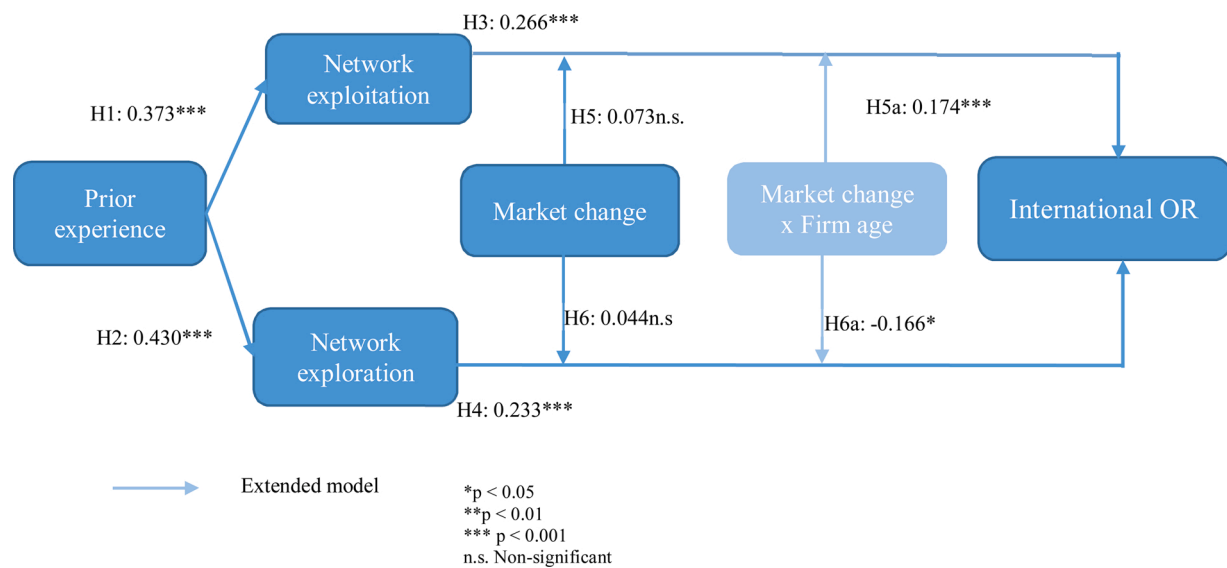 H3: 0.266***
Network
exploitation
H1: 0.373***
H5: 0.073n.s.
H5a: 0.174***
Prior
experience
Market change
Market change
x Firm age
International OR
H2: 0.430***
H6: 0.044n.s
H6a: -0.166*
Network
exploration
H4: 0.233***
Extended model
*p < 0.05
**p < 0.01
*** p < 0.001
n.s. Non-significant